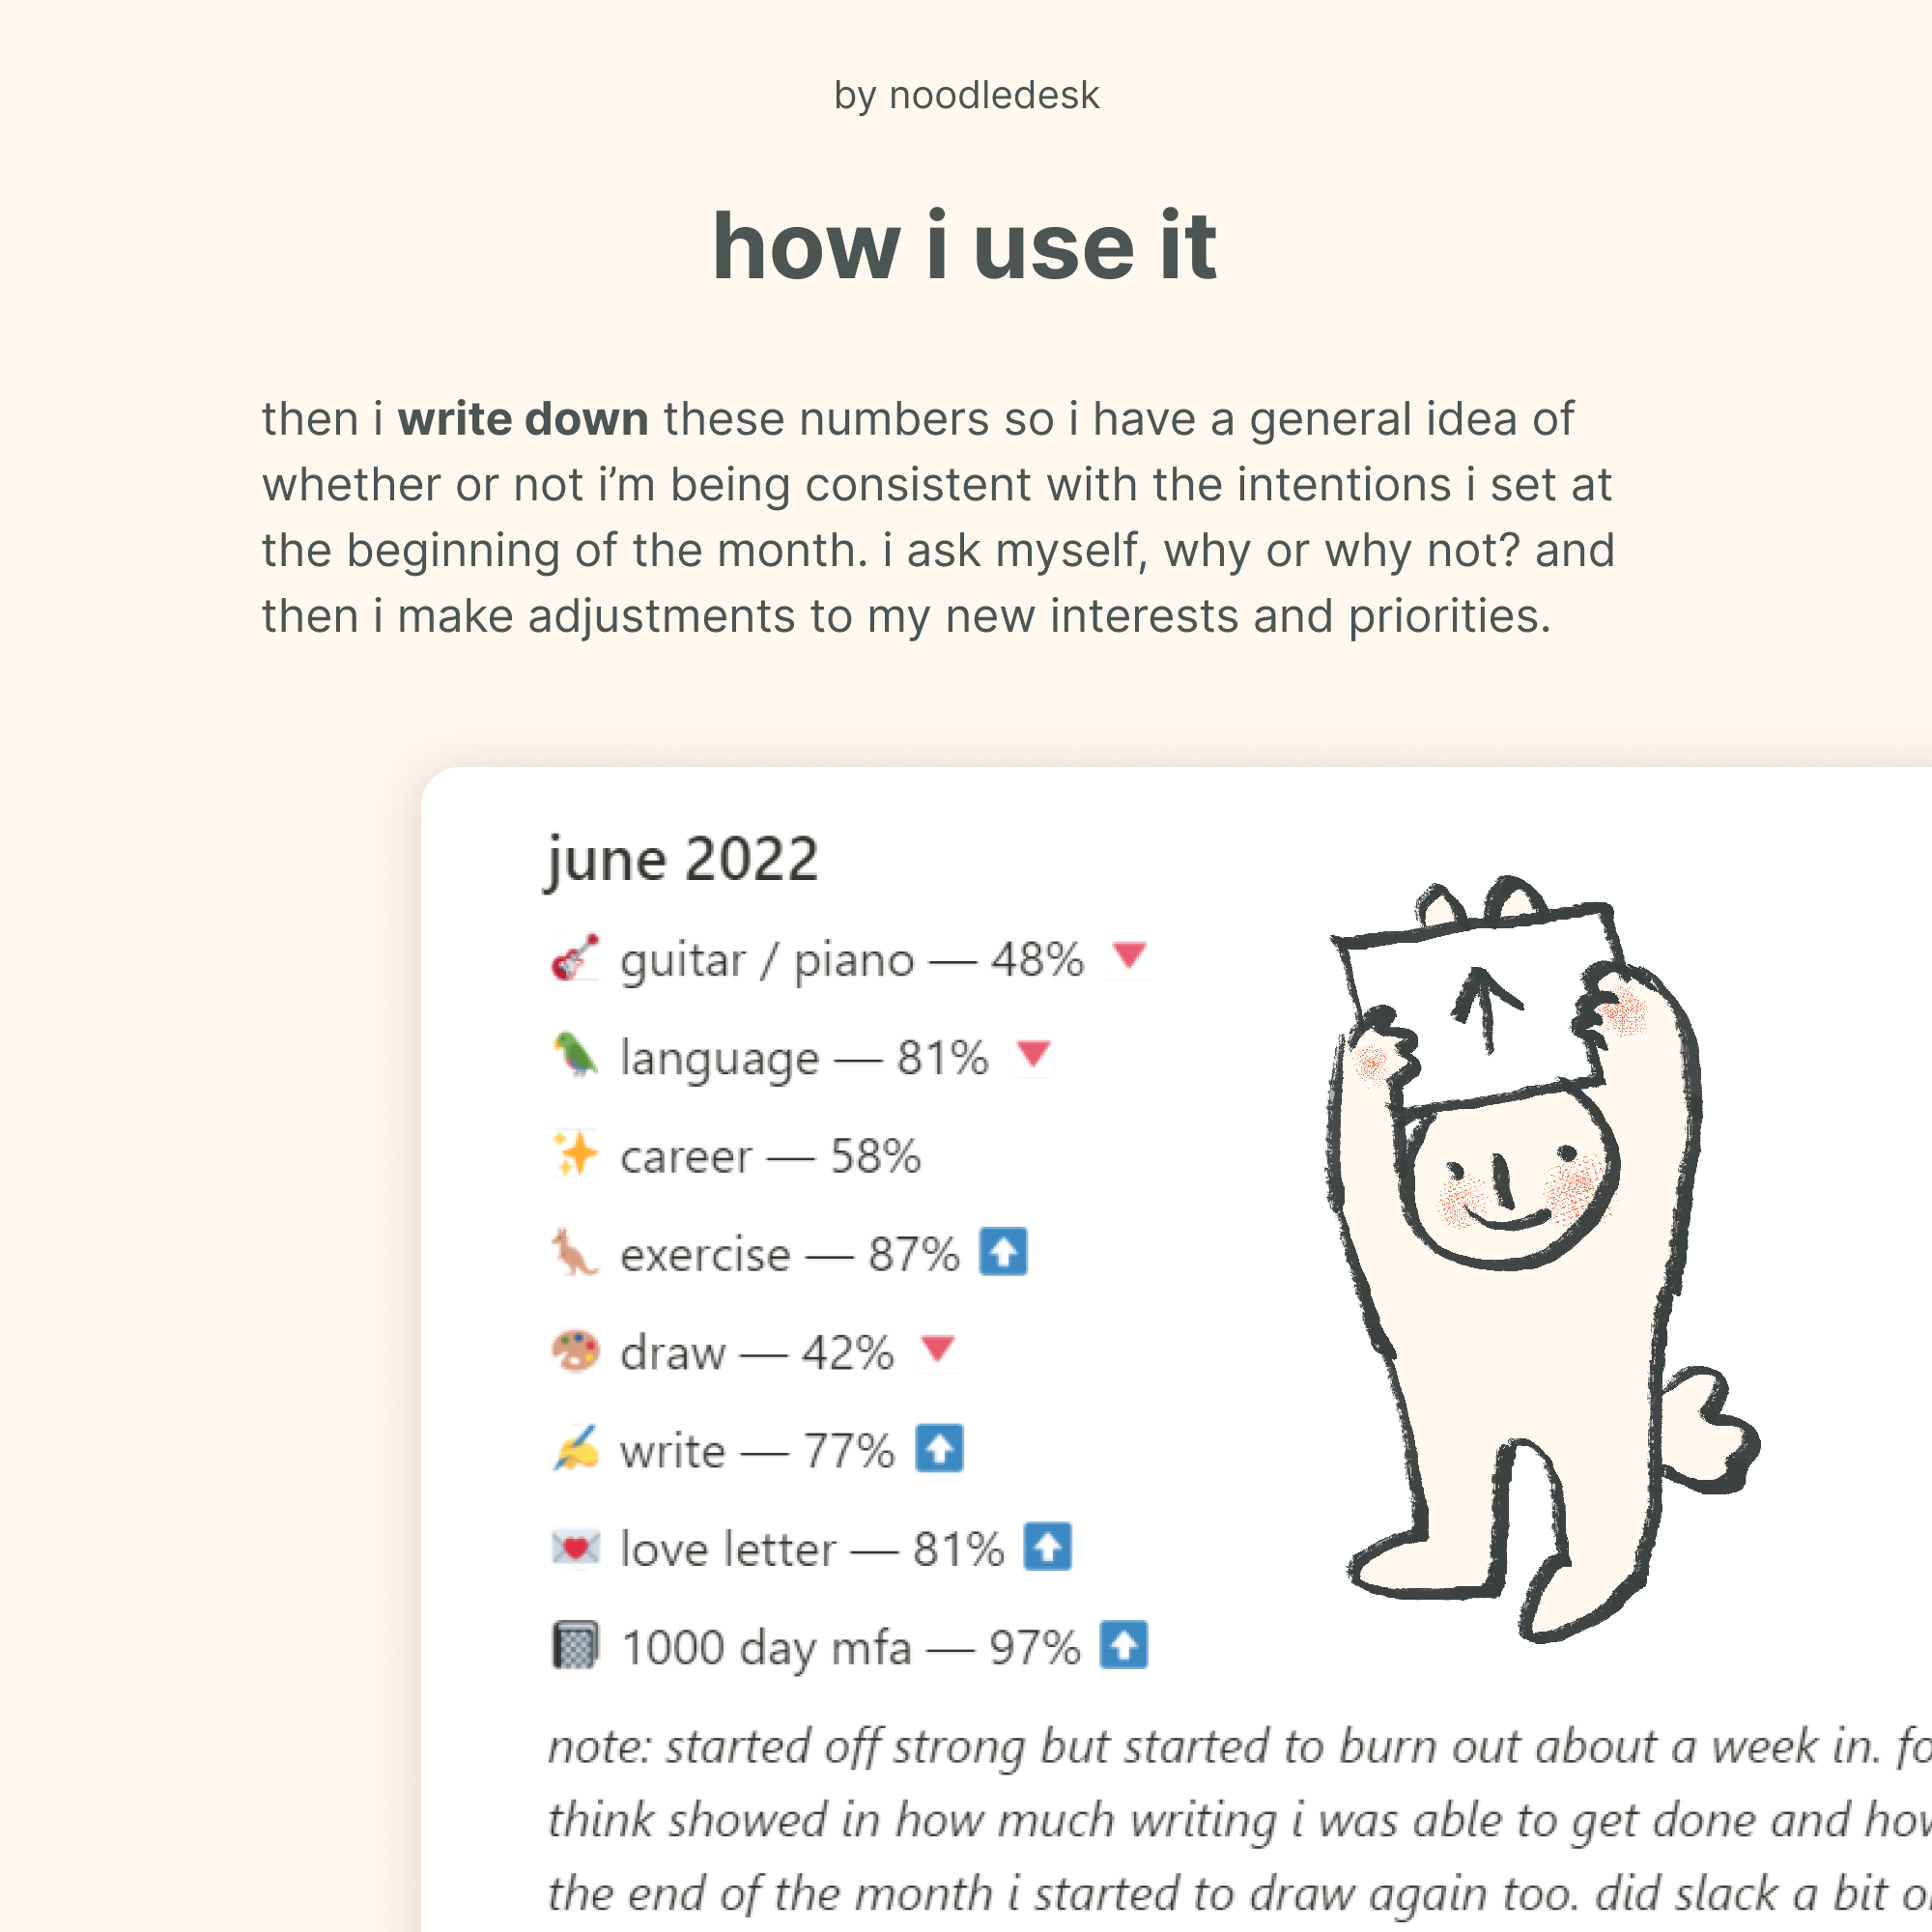 by noodledesk
how i use it
then i write down these numbers so i have a general idea of
whether or not i’m being consistent with the intentions i set at
the beginning of the month. i ask myself, why or why not? and
then i make adjustments to my new interests and priorities.
june 2022
guitar / piano — 48%
language — 81%
career — 58%
exercise — 87%
draw — 42%
write — 77%
love letter — 81%
1000 day mfa — 97%
note: started off strong but started to burn out about a week in.
think showed in how much writing i was able to get done and
the end of the month i started to draw again too. did slack a bit